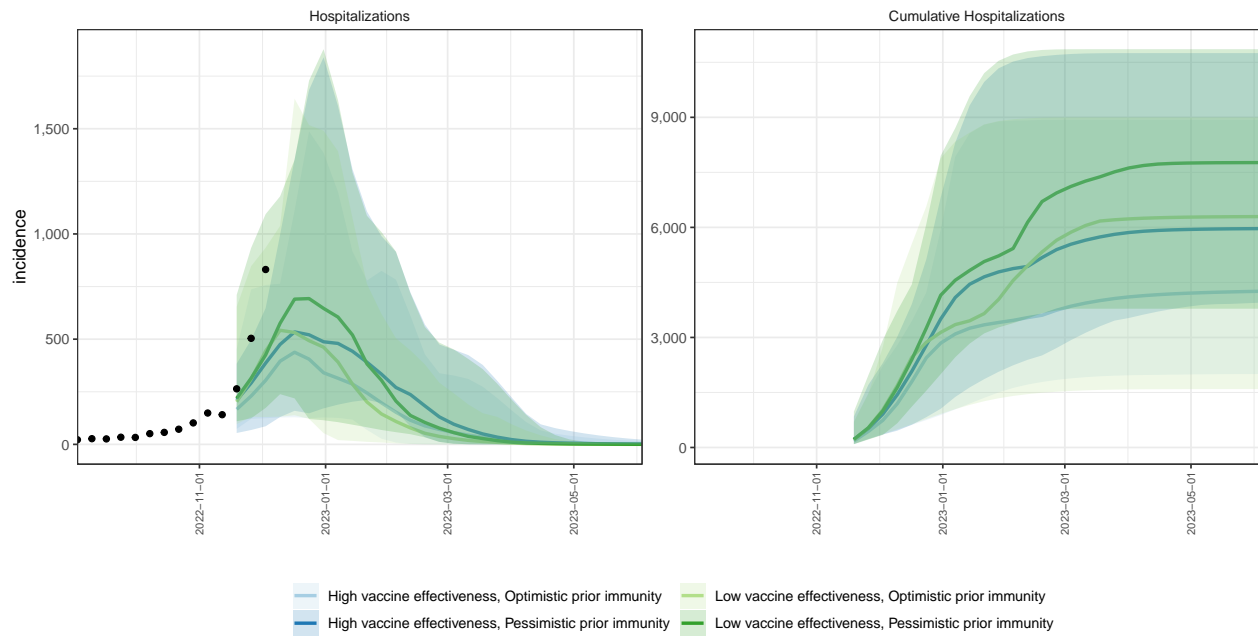 Hospitalizations
Cumulative Hospitalizations
incidence
1,500
1,000
500
0
9,000
6,000
3,000
0
2022−11−01
2023−01−01
2023−03−01
2023−05−01
2022−11−01
2023−01−01
2023−03−01
2023−05−01
High vaccine effectiveness, Optimistic prior immunity
Low vaccine effectiveness, Optimistic prior immunity
High vaccine effectiveness, Pessimistic prior immunity
Low vaccine effectiveness, Pessimistic prior immunity